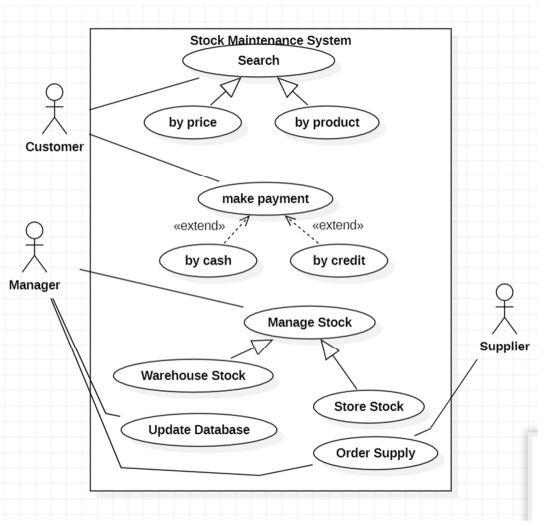 Stock Maintenance System
Search
by price
by product
Customer
make payment
«extend»
«extend»
by cash
by credit
Manager
Manage Stock
Supplier
Warehouse Stock
Store Stock
Update Database
Order Supply